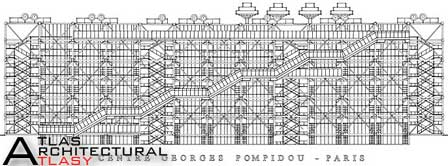 ATLAS
ARCHITECTURAL
ATLASY
CENTRE GEORGES POMPIDOU - PARIS